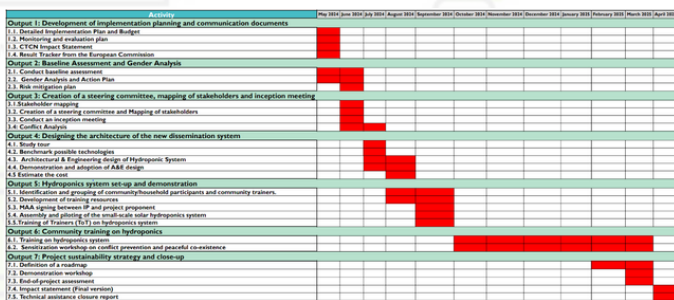 Activity May 2024 June 2024 July 2024 August 2024 September 2024 October 2024 November 2024 December 2024 January 2025 February 2025 March 2025 April 2025
Output 1: Development of implementation planning and communication documents
1.1. Detailed Implementation Plan and Budget
1.2. Monitoring and evaluation plan
1.3. CTCN Impact Statement
1.4. Result Tracker from the European Commission
Output 2: Baseline Assessment and Gender Analysis
2.1. Conduct baseline assessment
2.2. Gender Analysis and Action Plan
2.3. Risk mitigation plan
Output 3: Creation of a steering committee, mapping of stakeholders and inception meeting
3.1.Stakeholder mapping
3.2. Creation of a steering committee and Mapping of stakeholders
3.3. Conduct an inception meeting
3.4: Conflict Analysis
Output 4: Designing the architecture of the new dissemination system
4.1. Study tour
4.2. Benchmark possible technologies
4.3. Architectural & Engineering design of Hydroponic System
4.4. Demonstration and adoption of A&E design
4.5 Estimate the cost
Output 5: Hydroponics system set-up and demonstration
5.1. Identification and grouping of community/household participants and community trainers.
5.2. Development of training resources
5.3. MAA signing between IP and project proponent
5.4. Assembly and piloting of the small-scale solar hydroponics system
5.5.Training of Trainers (ToT) on hydroponics system
Output 6: Community training on hydroponics
6.1. Training on hydroponics system
6.2. Sensitization workshop on conflict prevention and peaceful co-existence
Output 7: Project sustainability strategy and close-up
7.1. Definition of a roadmap
7.2. Demonstration workshop
7.3. End-of-project assessment
7.4. Impact statement (Final version)
7.5. Technical assistance closure report